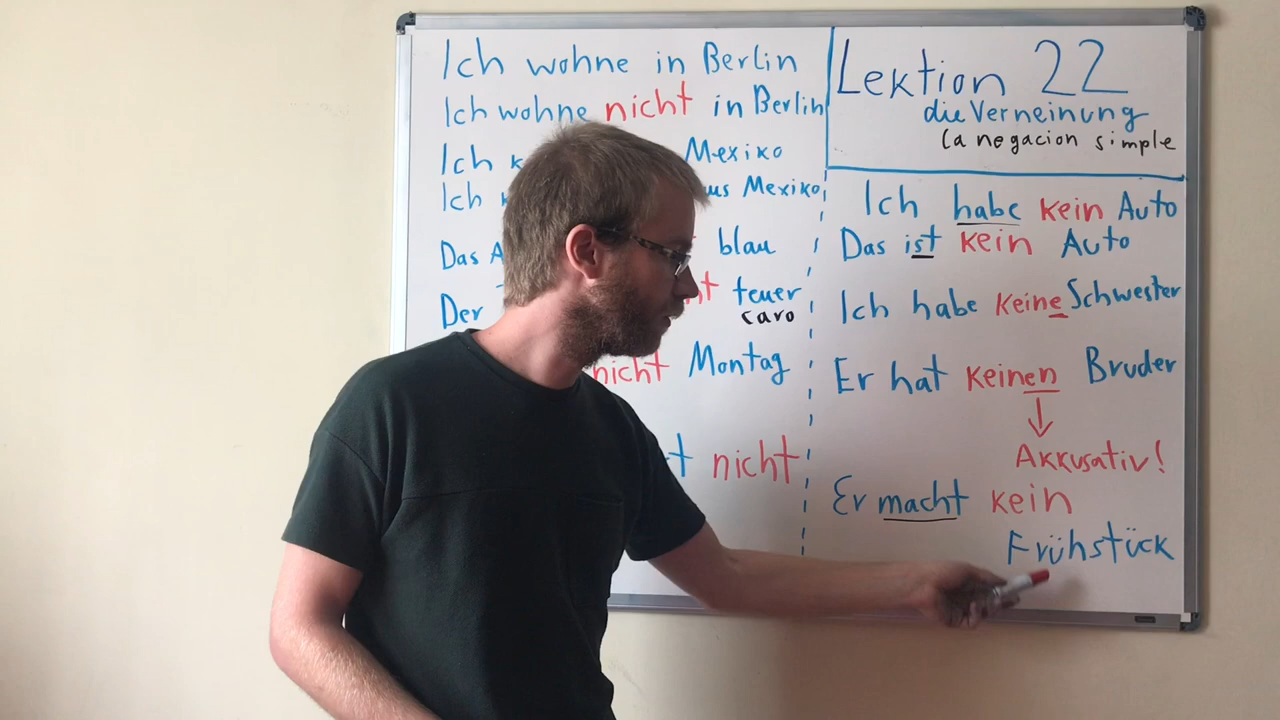 Ich wohne in Berlin
Ich wohne nicht in Berlin
Ich Mexiko
Ich Mexiko
Das blau
Der teuer
caro
nicht Montag
nicht
Lektion 22
die Verneinung
la negacion simple
Ich habe kein Auto
Das ist kein Auto
Ich habe keine Schwester
Er hat keinen Bruder
Akkusativ!
Er macht kein
Frühstück